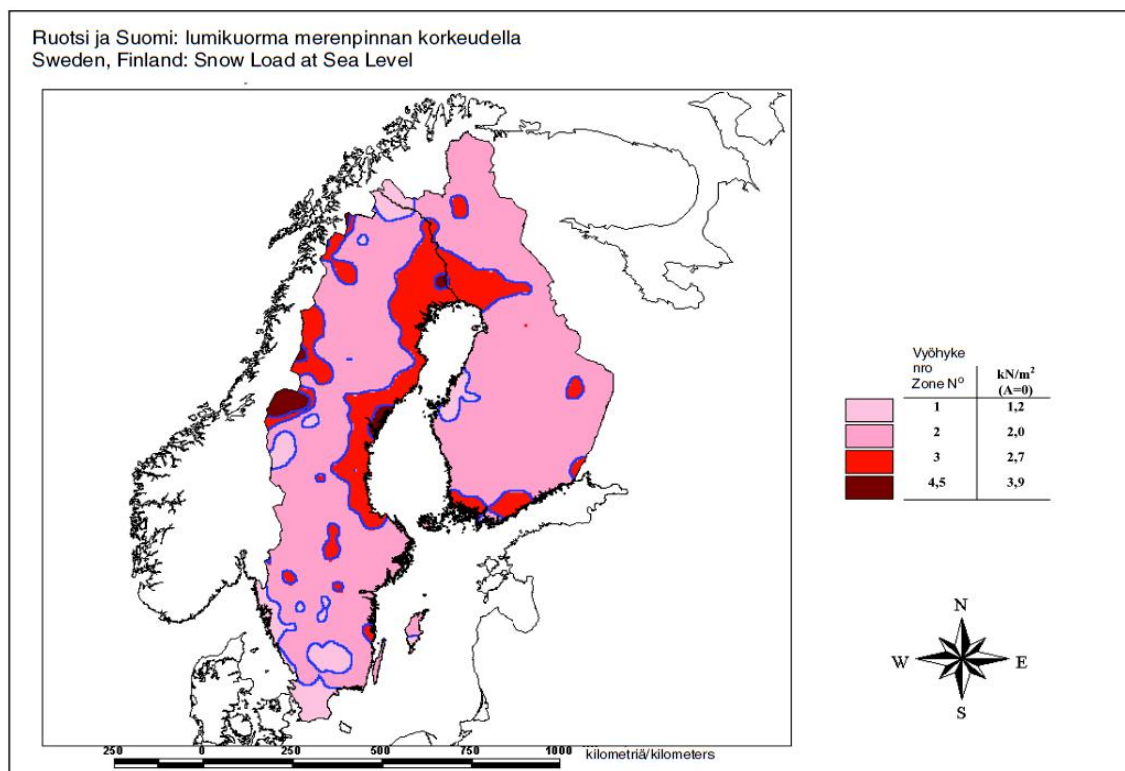 Ruotsi ja Suomi: lumikuorma merenpinnan korkeudella
Sweden, Finland: Snow Load at Sea Level
Vyöhyke
nro
Zone N°
kN/m²
(A=0)
1 1,2
2 2,0
3 2,7
4,5 3,9
N
W E
S
250 0 250 500 750 1000
kilometriä/kilometers